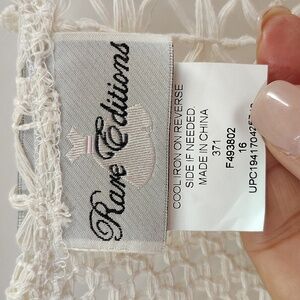 Rare Editions
COOL IRON ON REVERSE
SIDE IF NEEDED.
MADE IN CHINA
371
F493802
16